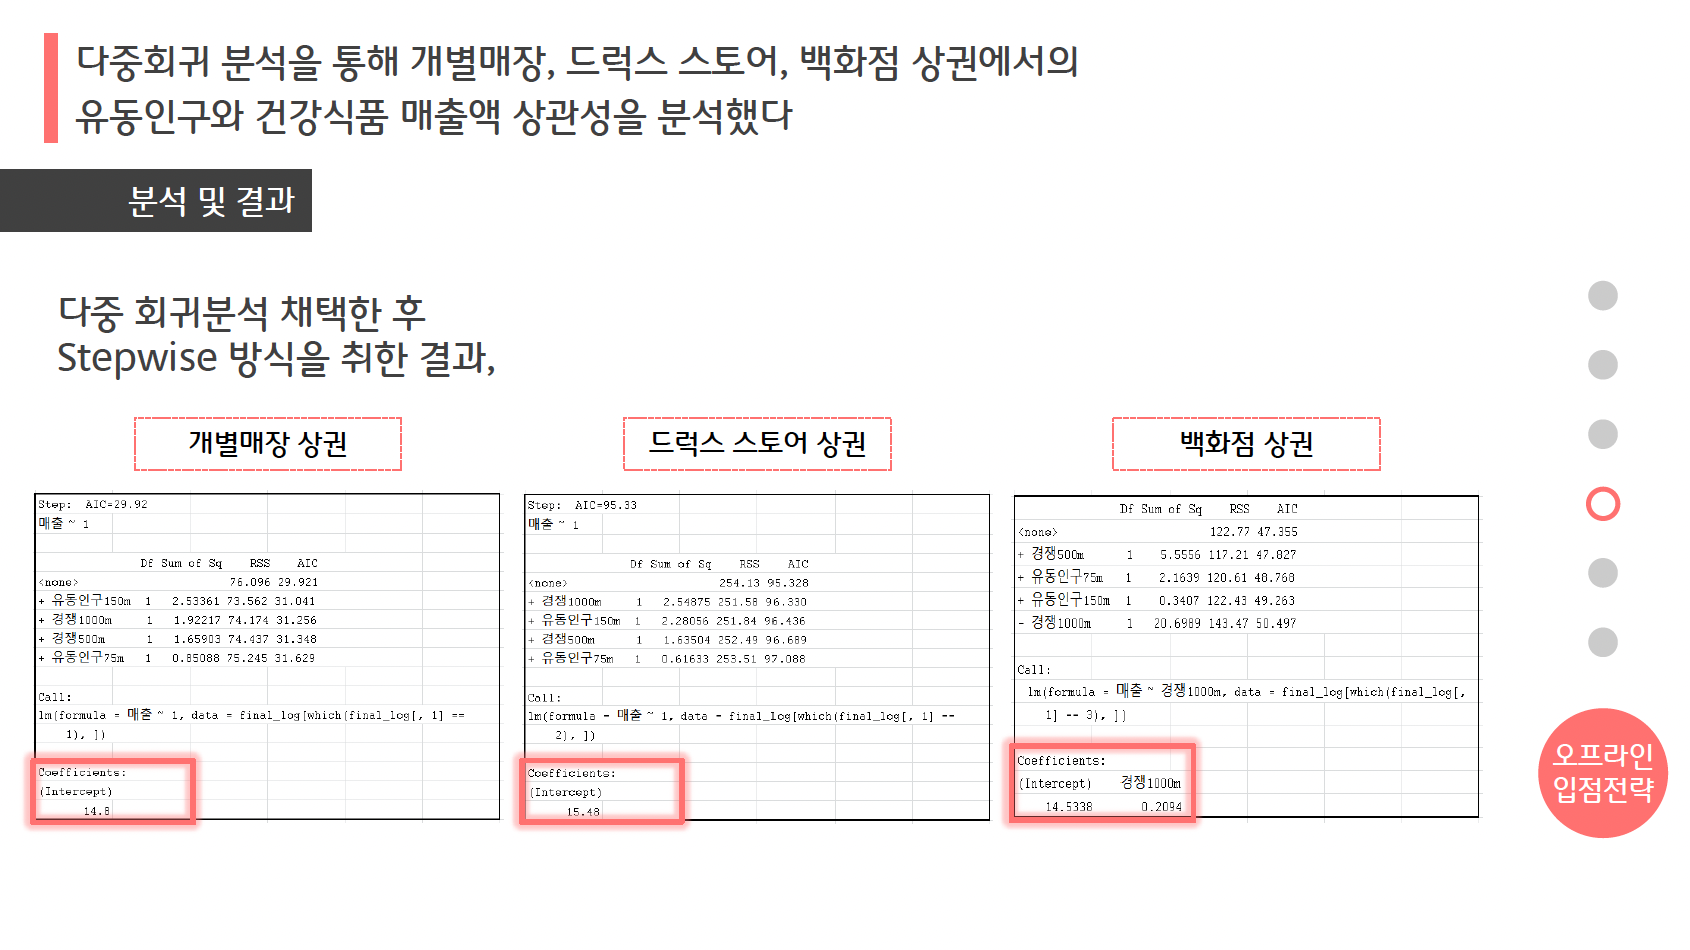 다중회귀 분석을 통해 개별매장, 드럭스 스토어, 백화점 상권에서의
유동인구와 건강식품 매출액 상관성을 분석했다
분석 및 결과
다중 회귀분석 채택한 후
Stepwise 방식을 취한 결과,
개별매장 상권
Step:  AIC=29.92
매출 ~ 1
Df Sum of Sq RSS AIC
<none> 76.096 29.921
+ 유동인구150m 1 2.53361 73.562 31.041
+ 경쟁1000m 1 1.92217 74.174 31.256
+ 경쟁500m 1 1.65903 74.437 31.348
+ 유동인구75m 1 0.85088 75.245 31.629
Call:
lm(formula = 매출 ~ 1, data = final_log[which(final_log[, 1] ==
1), ])
Coefficients:
(Intercept)
14.8
드럭스 스토어 상권
Step:  AIC=95.33
매출 ~ 1
Df Sum of Sq RSS AIC
<none> 254.13 95.328
+ 경쟁1000m 1 2.54875 251.58 96.330
+ 유동인구150m 1 2.28056 251.84 96.436
+ 경쟁500m 1 1.63504 252.49 96.689
+ 유동인구75m 1 0.61633 253.51 97.088
Call:
lm(formula = 매출 ~ 1, data = final_log[which(final_log[, 1] ==
2), ])
Coefficients:
(Intercept)
15.48
백화점 상권
Df Sum of Sq RSS AIC
<none> 122.77 47.355
+ 경쟁500m 1 5.5556 117.21 47.827
+ 유동인구75m 1 2.1639 120.61 48.768
+ 유동인구150m 1 0.3407 122.43 49.263
- 경쟁1000m 1 20.6989 143.47 50.497
Call:
lm(formula = 매출 ~ 경쟁1000m, data = final_log[which(final_log[,
1] == 3), ])
Coefficients:
(Intercept) 경쟁1000m
14.5338 0.2094
오프라인
입점전략